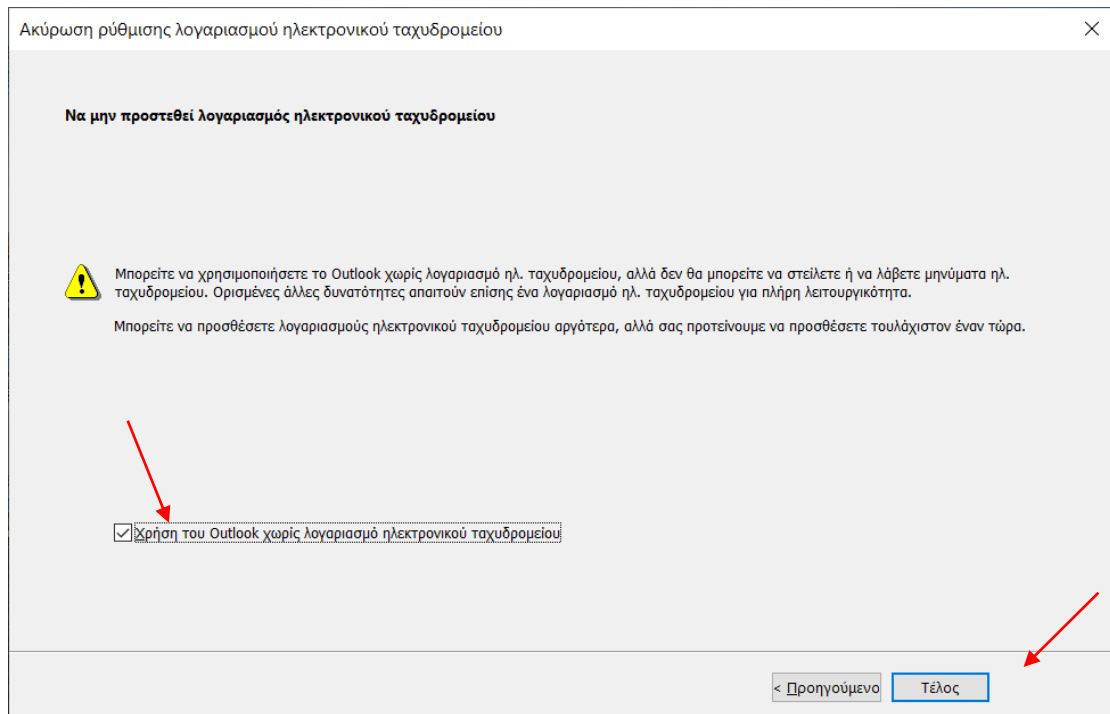 Ακύρωση ρύθμισης λογαριασμού ηλεκτρονικού ταχυδρομείου
Να μην προστεθεί λογαριασμός ηλεκτρονικού ταχυδρομείου
Μπορείτε να χρησιμοποιήσετε το Outlook χωρίς λογαριασμό ηλ. ταχυδρομείου, αλλά δεν θα μπορείτε να στείλετε ή να λάβετε μηνύματα ηλ.
ταχυδρομείου. Ορισμένες άλλες δυνατότητες απαιτούν επίσης ένα λογαριασμό ηλ. ταχυδρομείου για πλήρη λειτουργικότητα.
Μπορείτε να προσθέσετε λογαριασμούς ηλεκτρονικού ταχυδρομείου αργότερα, αλλά σας προτείνουμε να προσθέσετε τουλάχιστον έναν τώρα.
Χρήση του Outlook χωρίς λογαριασμό ηλεκτρονικού ταχυδρομείου
< Προηγούμενο Τέλος